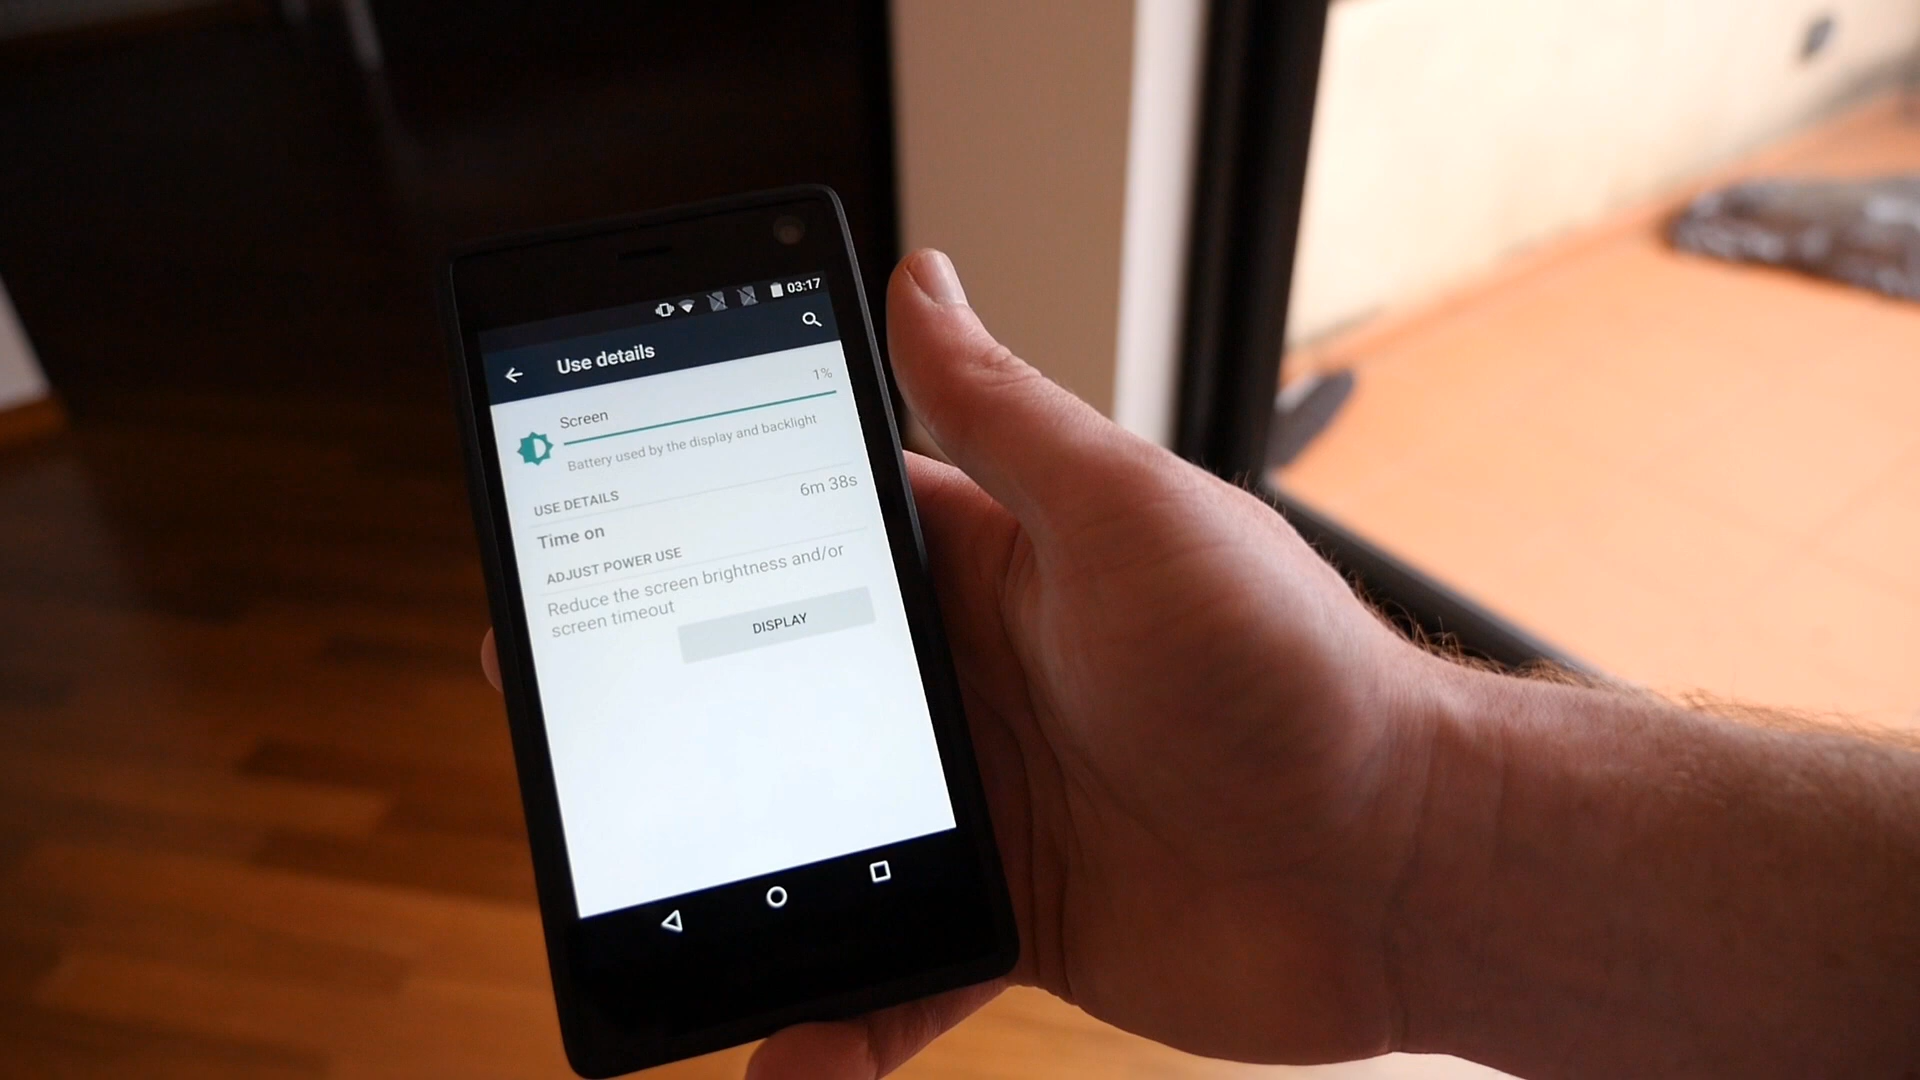 03:17
Use details
Screen 1%
Battery used by the display and backlight
USE DETAILS
Time on 6m 38s
ADJUST POWER USE
Reduce the screen brightness and/or
screen timeout
DISPLAY